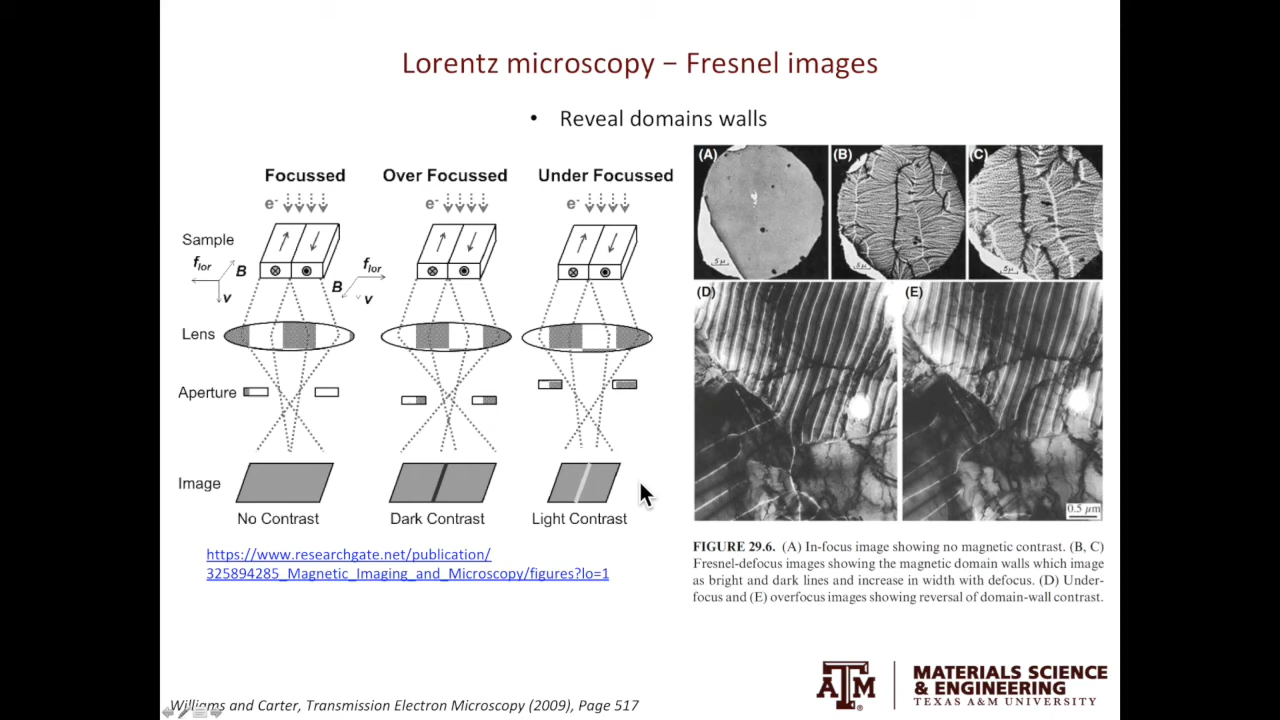 Lorentz microscopy – Fresnel images
• Reveal domains walls
Focussed
Over Focussed
Under Focussed
e-
e-
e-
Sample
flor
B
v
flor
B
v
Lens
Aperture
Image
No Contrast
Dark Contrast
Light Contrast
https://www.researchgate.net/publication/
325894285_Magnetic_Imaging_and_Microscopy/figures?lo=1
(A)
(B)
(C)
5μ
5μ
5μ
(D)
(E)
0.5 μm
FIGURE 29.6. (A) In-focus image showing no magnetic contrast. (B, C)
Fresnel-defocus images showing the magnetic domain walls which image
as bright and dark lines and increase in width with defocus. (D) Under-
focus and (E) overfocus images showing reversal of domain-wall contrast.
ATM
MATERIALS SCIENCE
& ENGINEERING
TEXAS A&M UNIVERSITY
Williams and Carter, Transmission Electron Microscopy (2009), Page 517